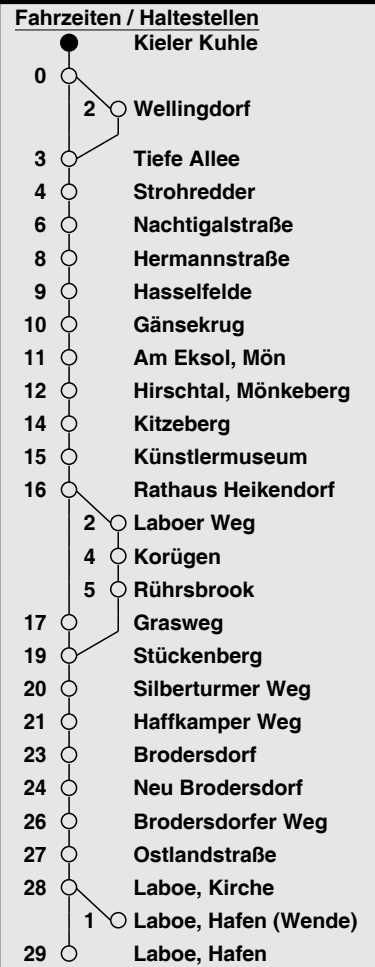 Fahrzeiten / Haltestellen
Kieler Kuhle
0
2 Wellingdorf
3 Tiefe Allee
4 Strohredder
6 Nachtigalstraße
8 Hermannstraße
9 Hasselfelde
10 Gänsekrug
11 Am Eksol, Mön
12 Hirschtal, Mönkeberg
14 Kitzeberg
15 Künstlermuseum
16 Rathaus Heikendorf
2 Laboer Weg
4 Korügen
5 Rührsbrook
17 Grasweg
19 Stückenberg
20 Silberturmer Weg
21 Haffkamper Weg
23 Brodersdorf
24 Neu Brodersdorf
26 Brodersdorfer Weg
27 Ostlandstraße
28 Laboe, Kirche
1 Laboe, Hafen (Wende)
29 Laboe, Hafen